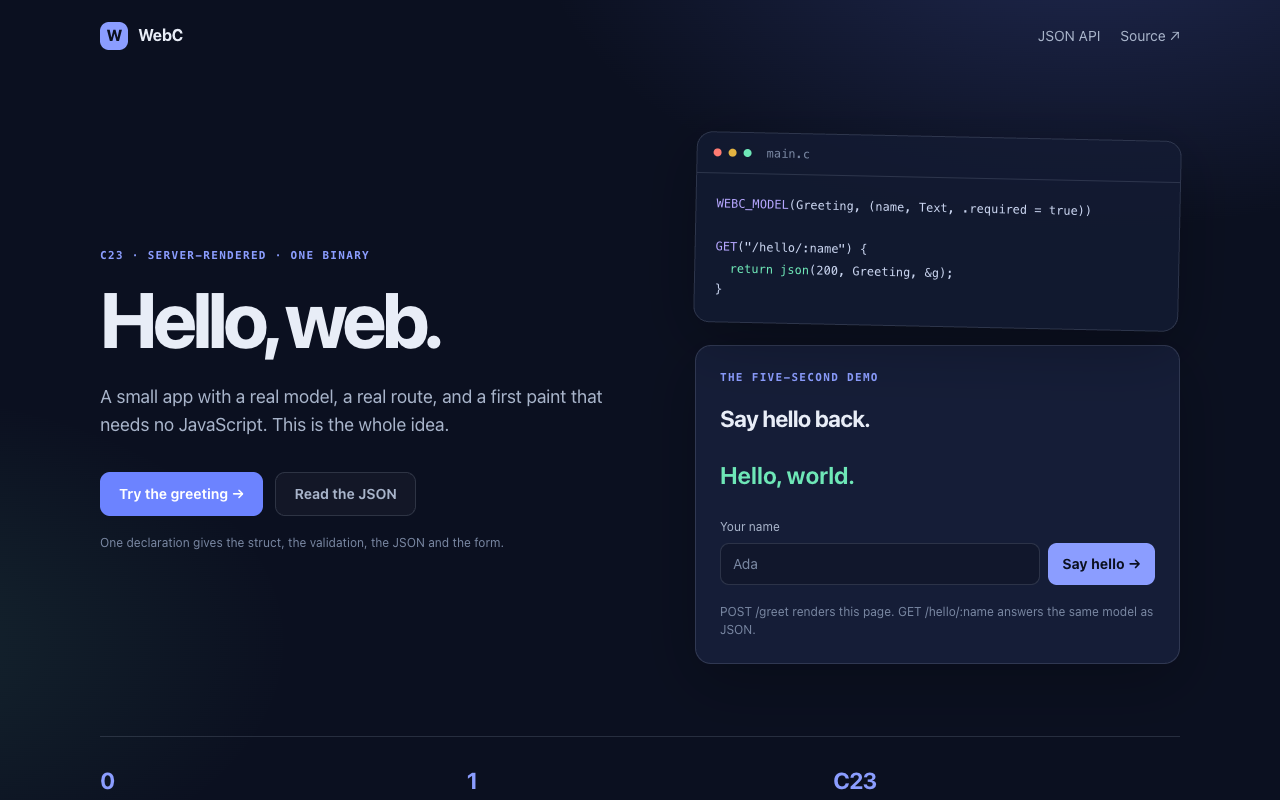 W WebC
JSON API Source ↗
C23 · SERVER-RENDERED · ONE BINARY
Hello, web.
A small app with a real model, a real route, and a first paint that
needs no JavaScript. This is the whole idea.
Try the greeting →
Read the JSON
One declaration gives the struct, the validation, the JSON and the form.
main.c
WEBC_MODEL(Greeting, (name, Text, .required = true))
GET("/hello/:name") {
  return json(200, Greeting, &g);
}
THE FIVE-SECOND DEMO
Say hello back.
Hello, world.
Your name
Ada
Say hello →
POST /greet renders this page. GET /hello/:name answers the same model as
JSON.
0
1
C23